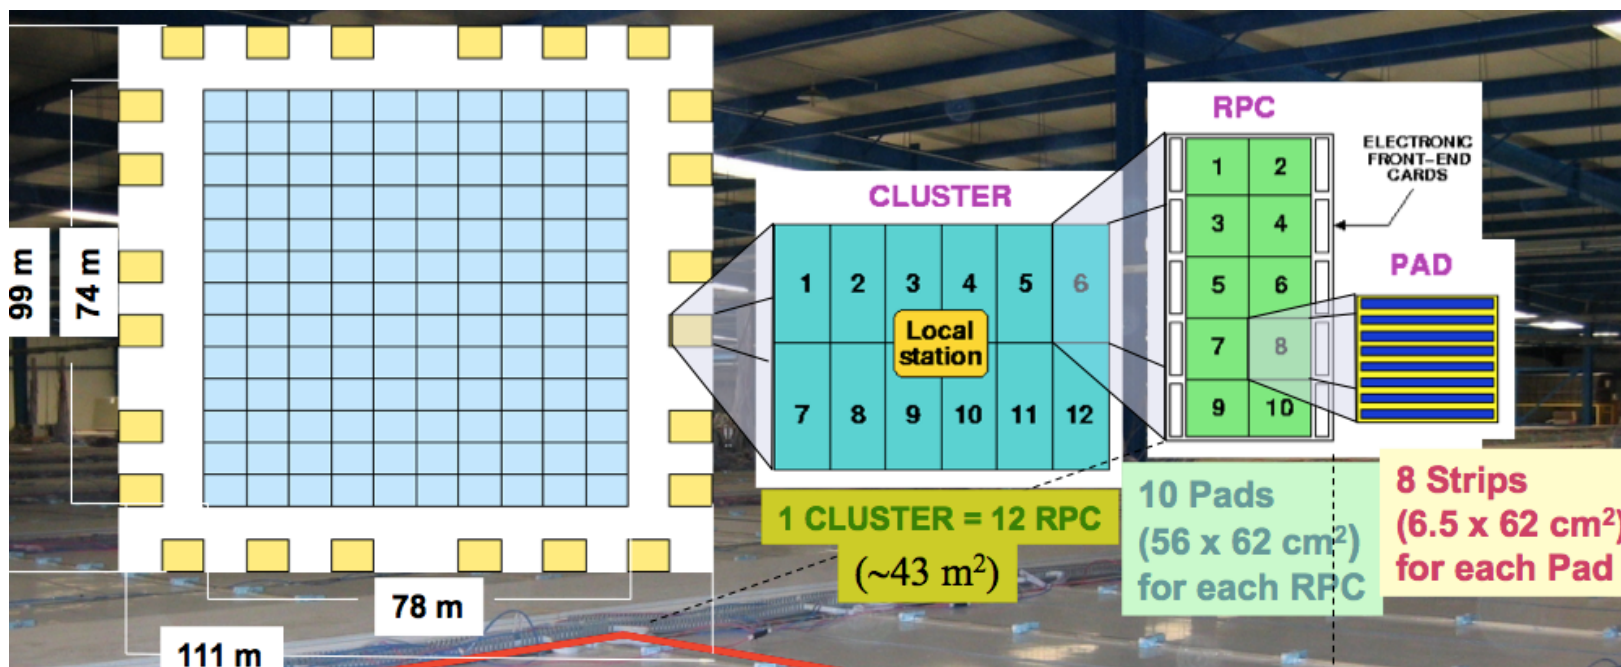 99 m
74 m
78 m
111 m
CLUSTER
1 2 3 4 5 6
Local
station
7 8 9 10 11 12
1 CLUSTER = 12 RPC
(~43 m²)
RPC
1 2
3 4
5 6
7 8
9 10
ELECTRONIC
FRONT-END
CARDS
10 Pads
(56 x 62 cm²)
for each RPC
PAD
8 Strips
(6.5 x 62 cm²)
for each Pad